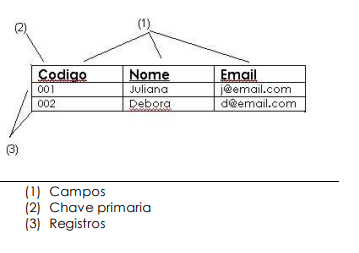 (1)
(2)
Codigo Nome Email
001 Juliana j@email.com
002 Debora d@email.com
(3)
(1) Campos
(2) Chave primaria
(3) Registros